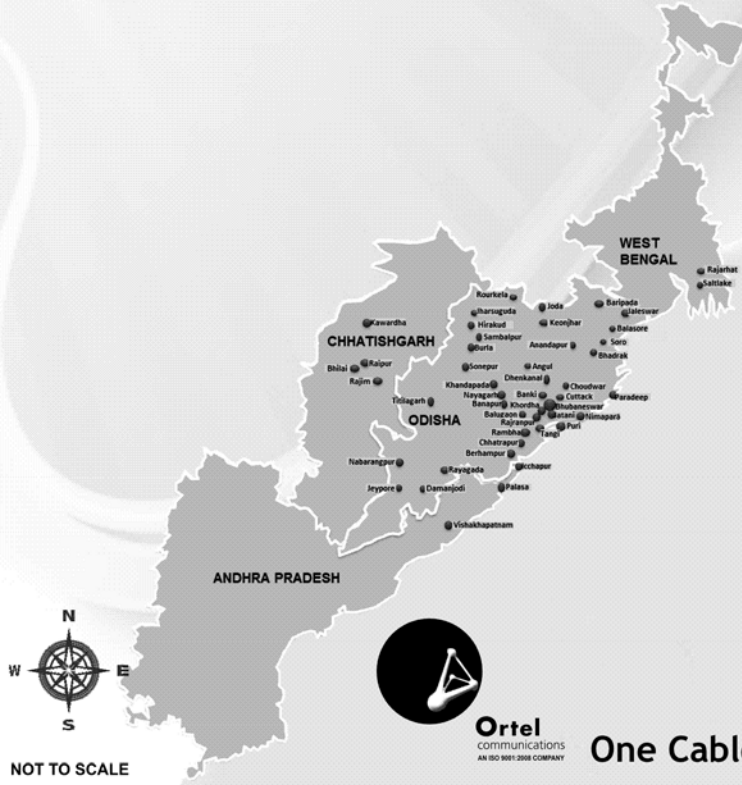 WEST
BENGAL
Rajarhat
Saltlake
Rourkela
Jharsuguda
Joda
Baripada
Jaleswar
Kawardha
Hirakud
Keonjhar
Balasore
CHHATISHGARH
Sambalpur
Burla
Anandapur
Soro
Bhadrak
Raipur
Bhilai
Sonepur
Angul
Rajim
Khandapada
Dhenkanal
Choudwar
Nayagarh
Banki
Cuttack
Paradeep
Titilagarh
Banapur
Khordha
Bhubaneswar
ODISHA
Balugaon
Jatani
Nimapara
Rajranpur
Puri
Rambha
Tangi
Chhatrapur
Berhampur
Nabarangpur
Rayagada
Icchapur
Jeypore
Damanjodi
Palasa
Vishakhapatnam
ANDHRA PRADESH
N
W
E
S
NOT TO SCALE
Ortel
communications
AN ISO 9001:2008 COMPANY
One Cable